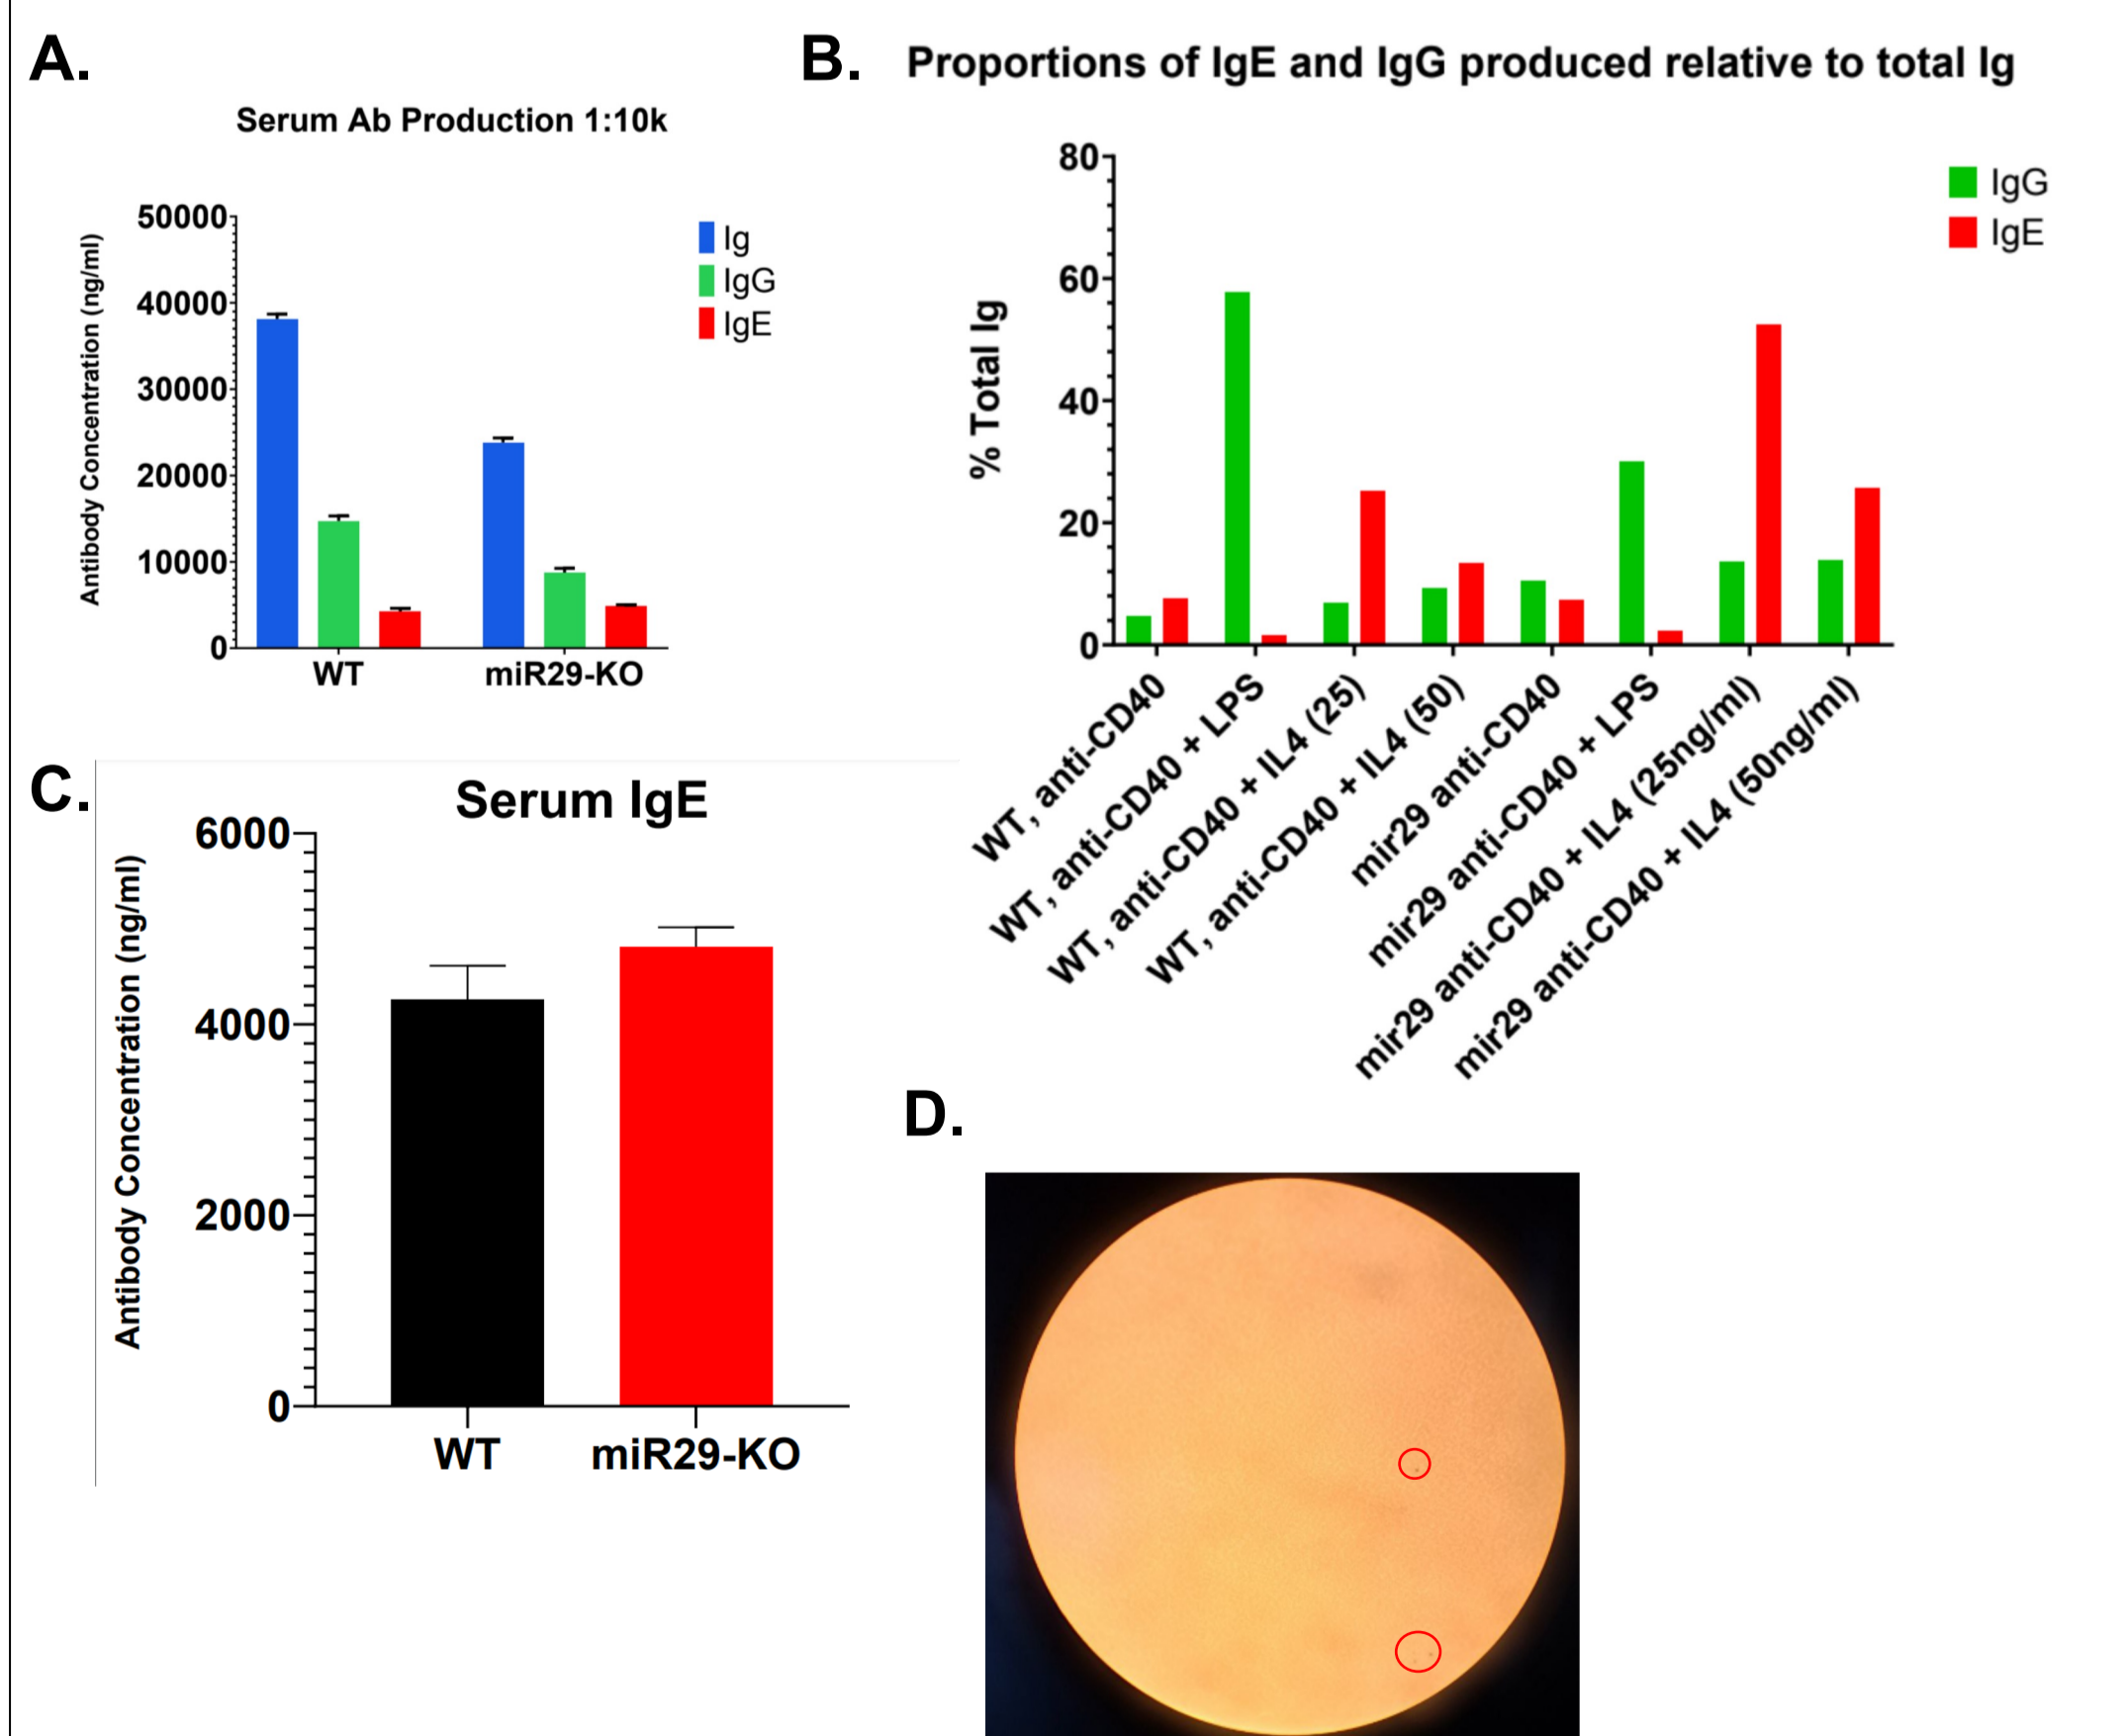 A.
Serum Ab Production 1:10k
Antibody Concentration (ng/ml)
50000
40000
30000
20000
10000
0
WT
miR29-KO
Ig
IgG
IgE
B.
Proportions of IgE and IgG produced relative to total Ig
% Total Ig
80
60
40
20
0
IgG
IgE
WT, anti-CD40
WT, anti-CD40 + LPS
WT, anti-CD40 + IL4 (25)
WT, anti-CD40 + IL4 (50)
mir29 anti-CD40
mir29 anti-CD40 + LPS
mir29 anti-CD40 + IL4 (25ng/ml)
mir29 anti-CD40 + IL4 (50ng/ml)
C.
Serum IgE
Antibody Concentration (ng/ml)
6000
4000
2000
0
WT
miR29-KO
D.